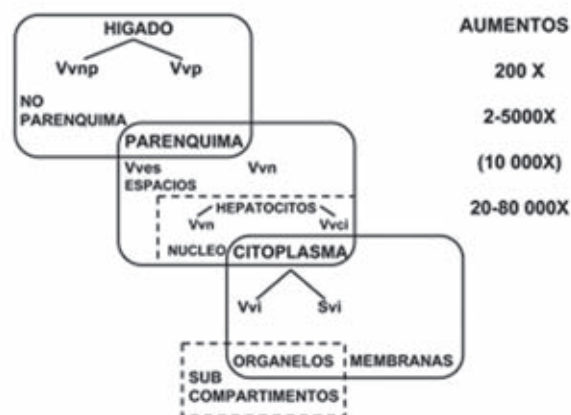 HIGADO
Vvnp Vvp
NO
PARENQUIMA
PARENQUIMA
Vves Vvn
ESPACIOS
HEPATOCITOS
Vvn Vvci
NUCLEO CITOPLASMA
Vvi Svi
ORGANELOS MEMBRANAS
SUB
COMPARTIMENTOS
AUMENTOS
200 X
2-5000X
(10 000X)
20-80 000X